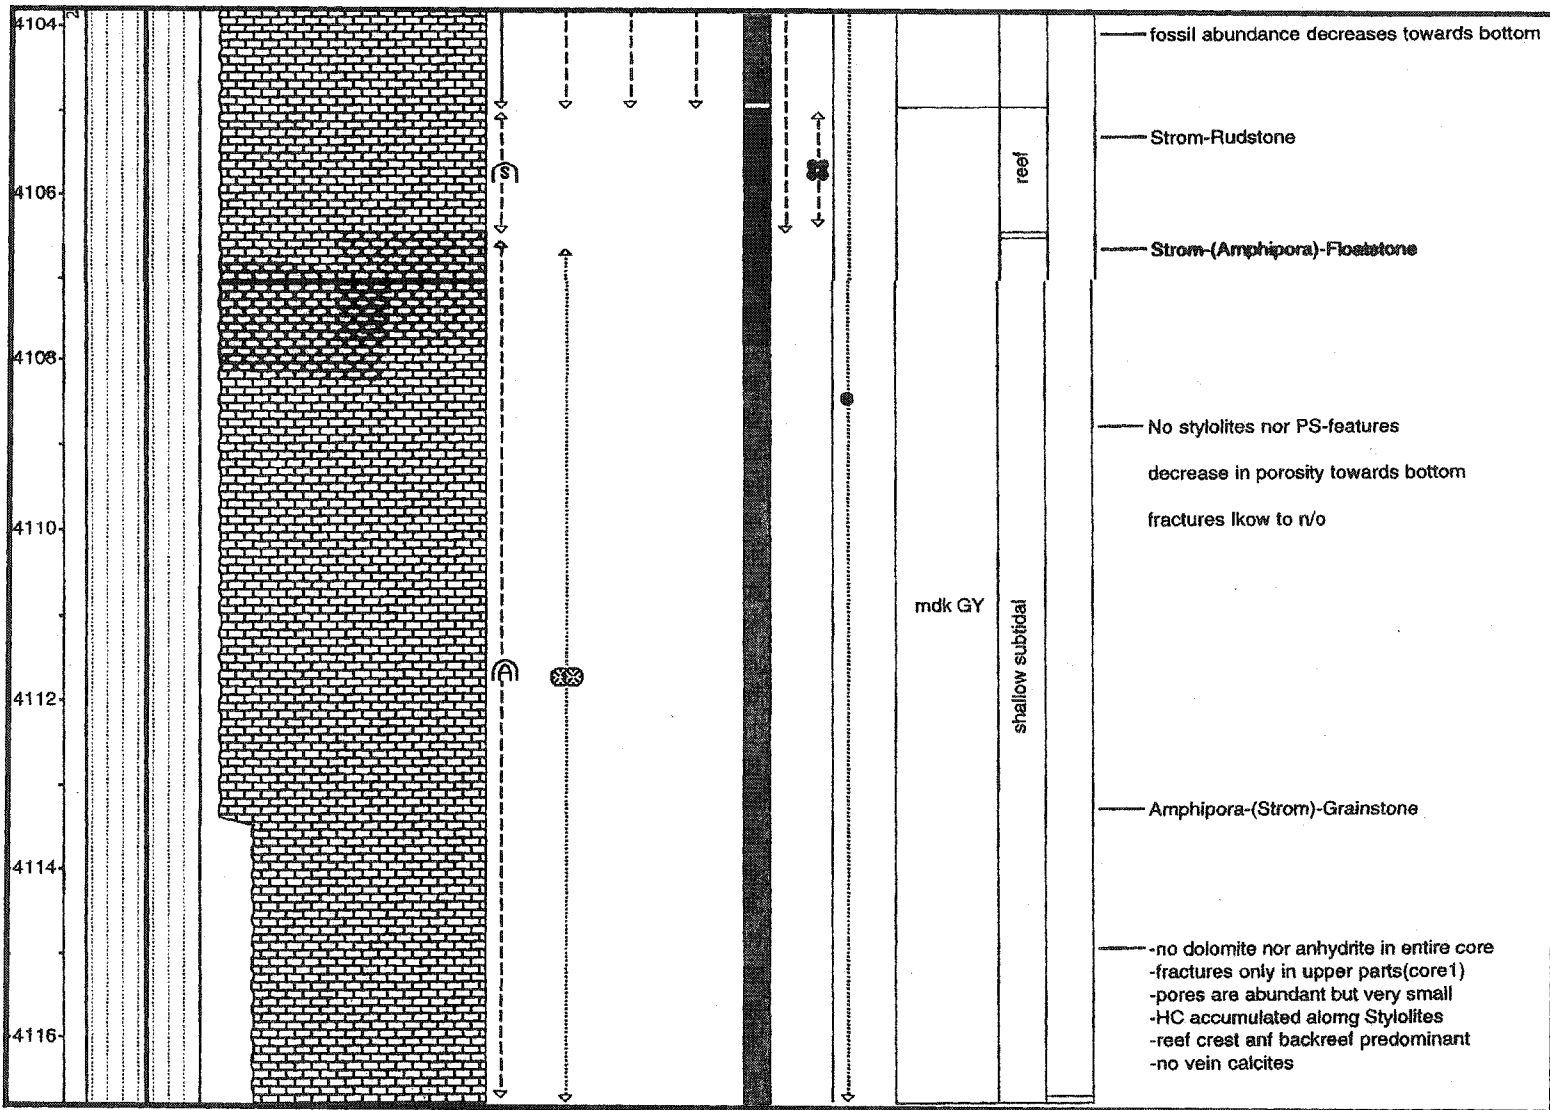 4104
2
fossil abundance decreases towards bottom
Strom-Rudstone
reef
S
4106
Strom-(Amphipora)-Floatstone
4108
No stylolites nor PS-features
decrease in porosity towards bottom
4110
fractures lkow to n/o
mdk GY
shallow subtidal
A
4112
Amphipora-(Strom)-Grainstone
4114
-no dolomite nor anhydrite in entire core
-fractures only in upper parts(core1)
-pores are abundant but very small
-HC accumulated alomg Stylolites
4116
-reef crest anf backreef predominant
-no vein calcites